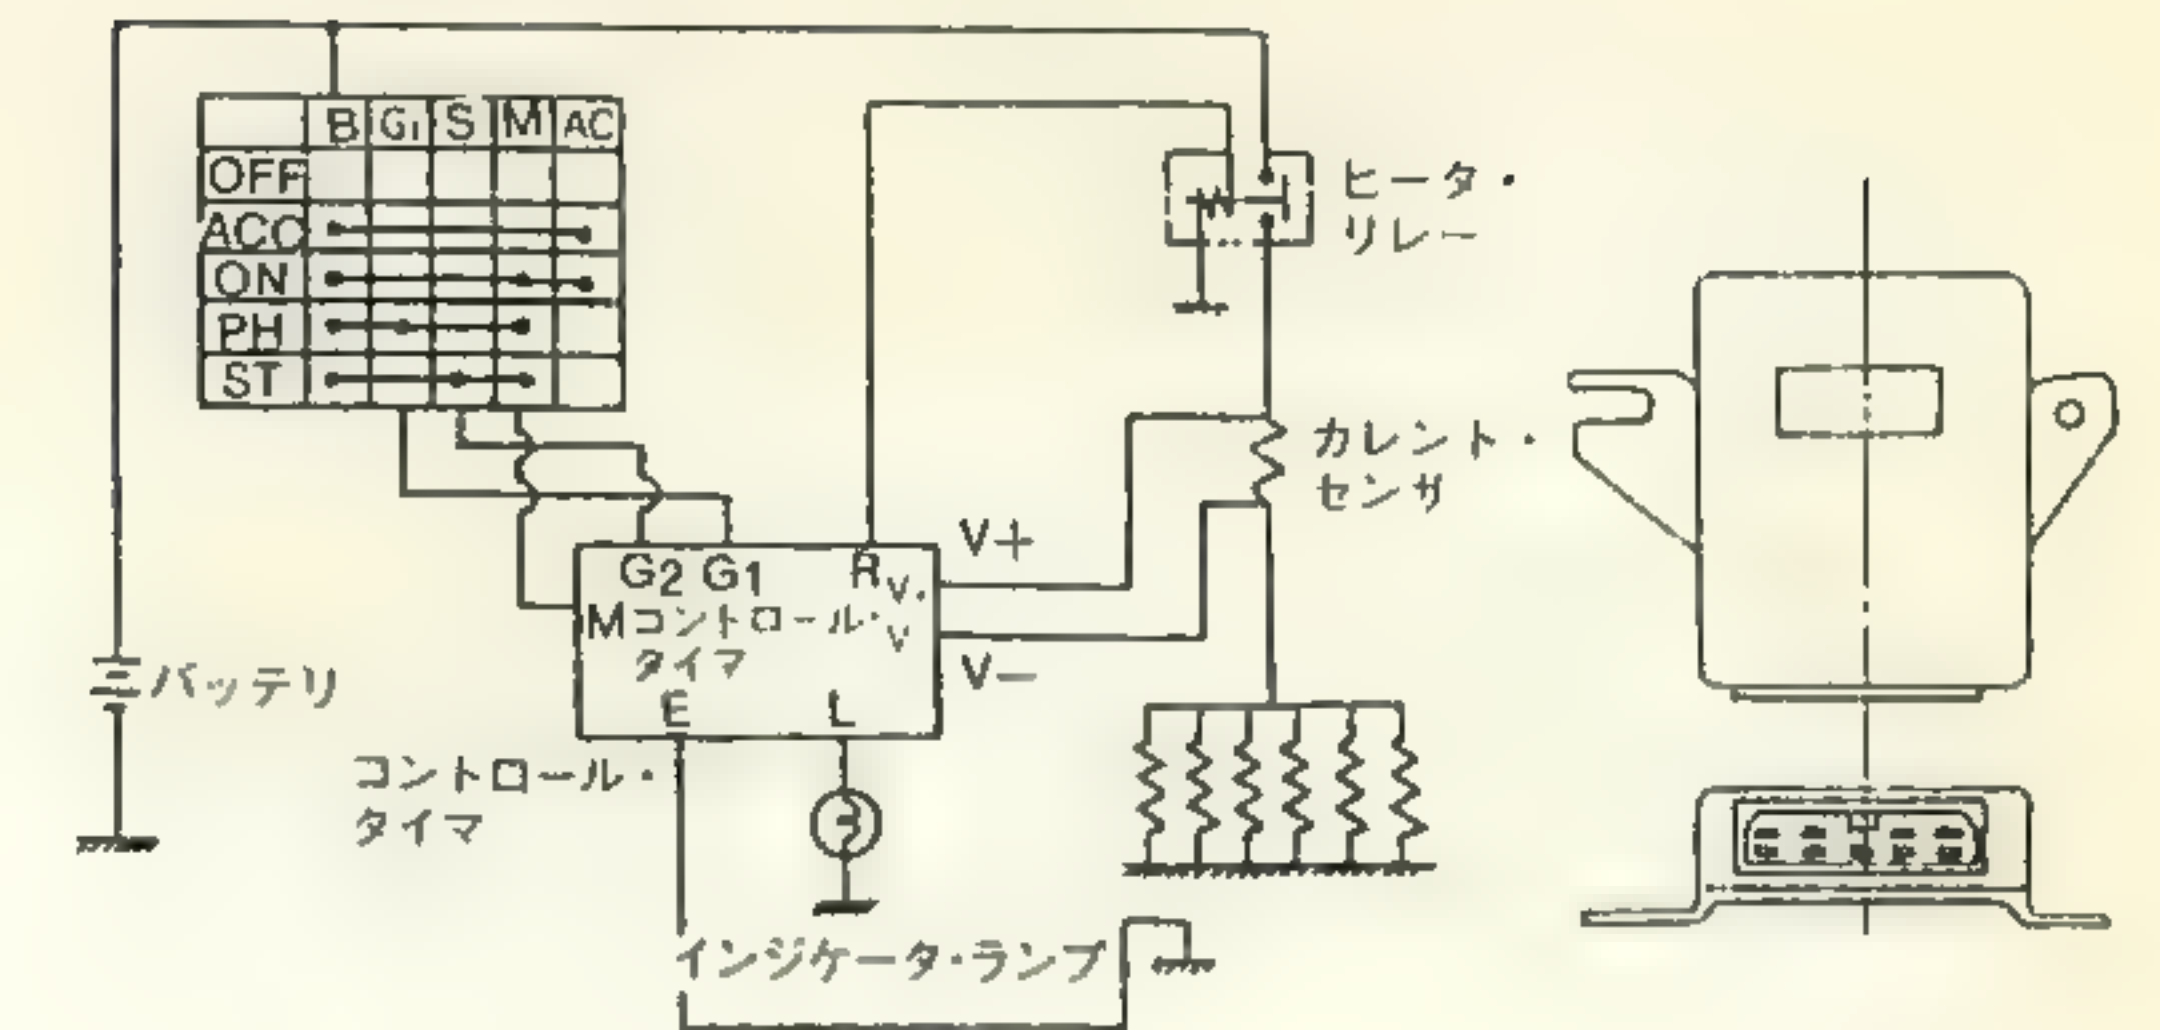 B G1 S M AC
OFF
ACC
ON
PH
ST
ヒータ・
リレー
カレント・
センサ
V+
G2 G1 R V+
M コントロール・ V
タイマ
V−
E L
バッテリ
コントロール・
タイマ
インジケータ・ランプ